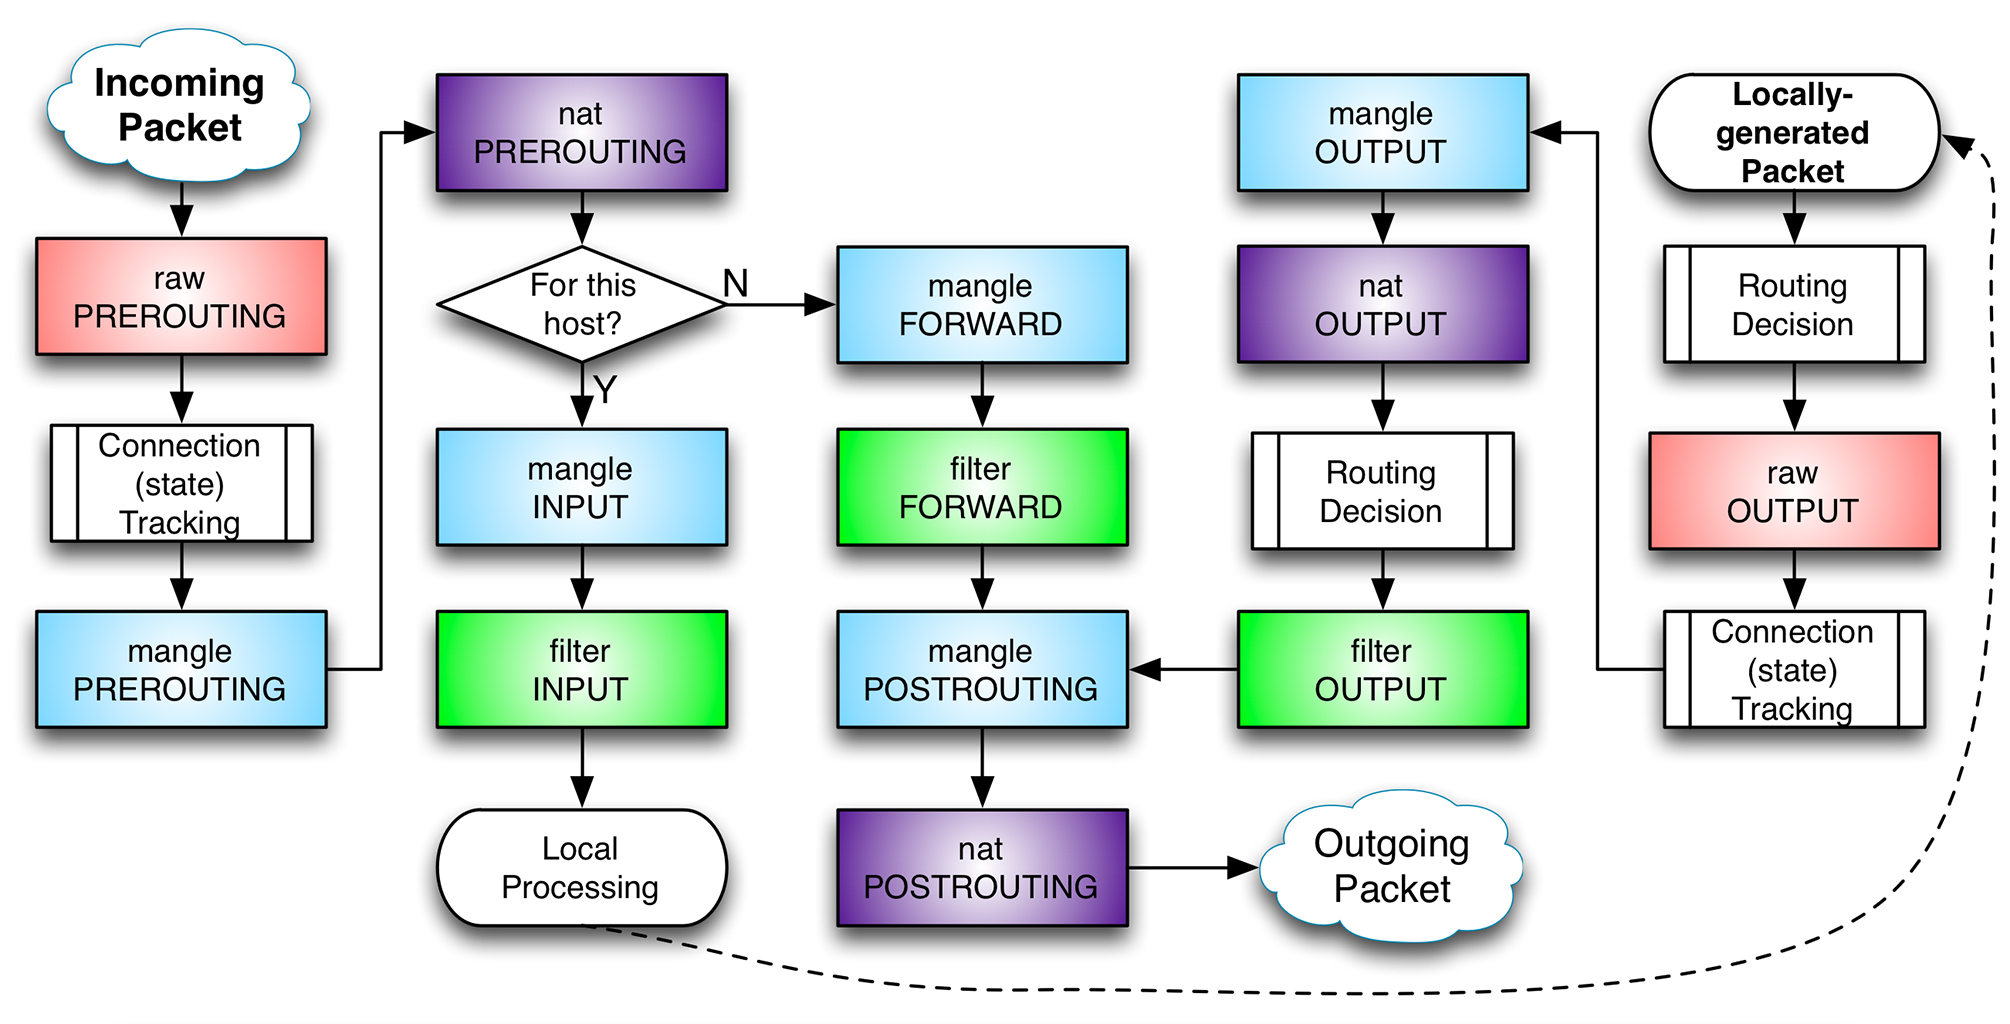 Incoming
Packet
raw
PREROUTING
Connection
(state)
Tracking
mangle
PREROUTING
nat
PREROUTING
For this
host?
N
Y
mangle
INPUT
filter
INPUT
Local
Processing
mangle
FORWARD
filter
FORWARD
mangle
POSTROUTING
nat
POSTROUTING
mangle
OUTPUT
nat
OUTPUT
Routing
Decision
filter
OUTPUT
Outgoing
Packet
Locally-
generated
Packet
Routing
Decision
raw
OUTPUT
Connection
(state)
Tracking